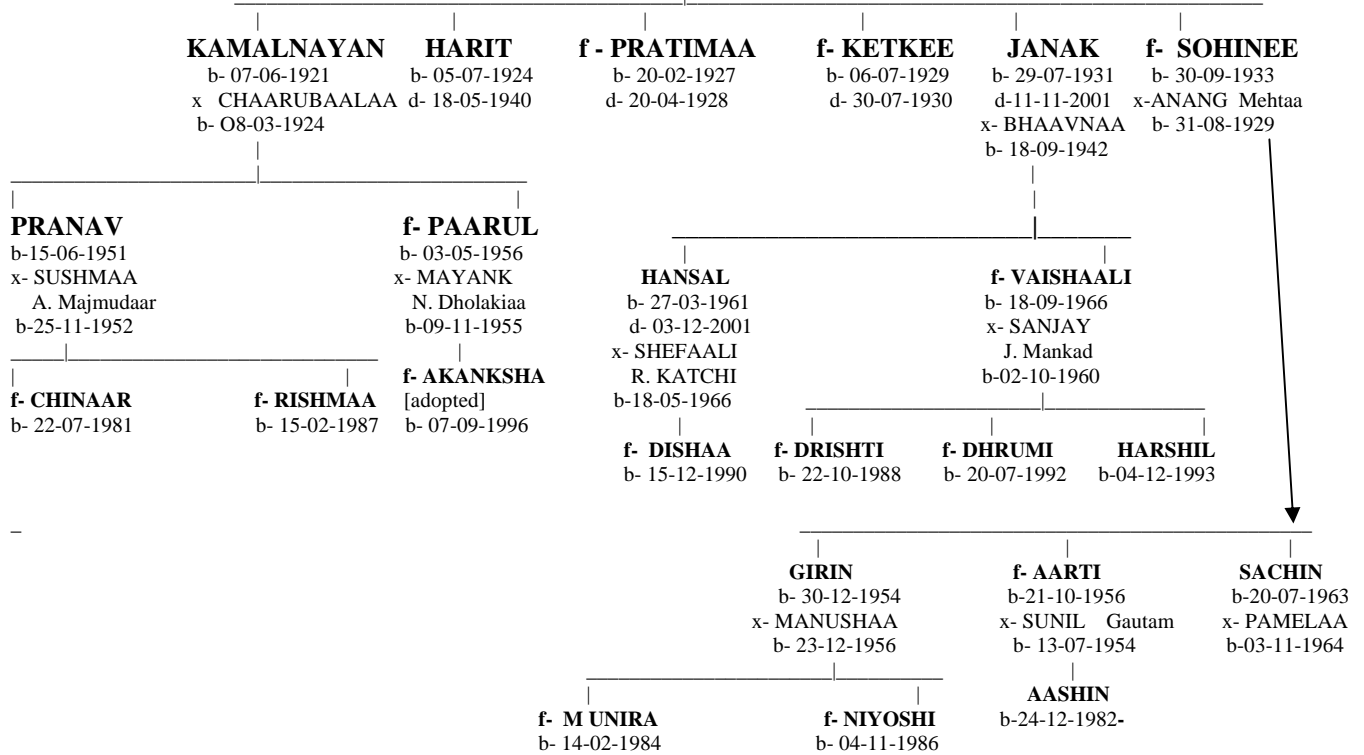 KAMALNAYAN HARIT f - PRATIMAA f- KETKEE JANAK f- SOHINEE
b- 07-06-1921 b- 05-07-1924 b- 20-02-1927 b- 06-07-1929 b- 29-07-1931 b- 30-09-1933
x CHAARUBAALAA d- 18-05-1940 d- 20-04-1928 d- 30-07-1930 d-11-11-2001 x-ANANG Mehtaa
b- O8-03-1924 x- BHAAVNAA b- 31-08-1929
b- 18-09-1942
PRANAV f- PAARUL
b-15-06-1951 b- 03-05-1956
x- SUSHMAA x- MAYANK HANSAL f- VAISHAALI
A. Majmudaar N. Dholakiaa b- 27-03-1961 b- 18-09-1966
b-25-11-1952 b-09-11-1955 d- 03-12-2001 x- SANJAY
x- SHEFAALI J. Mankad
f- AKANKSHA R. KATCHI b-02-10-1960
f- CHINAAR f- RISHMAA [adopted] b-18-05-1966
b- 22-07-1981 b- 15-02-1987 b- 07-09-1996
f- DISHAA f- DRISHTI f- DHRUMI HARSHIL
b- 15-12-1990 b- 22-10-1988 b- 20-07-1992 b-04-12-1993
GIRIN f- AARTI SACHIN
b- 30-12-1954 b-21-10-1956 b-20-07-1963
x- MANUSHAA x- SUNIL Gautam x- PAMELAA
b- 23-12-1956 b- 13-07-1954 b-03-11-1964
AASHIN
f- M UNIRA f- NIYOSHI b-24-12-1982-
b- 14-02-1984 b- 04-11-1986